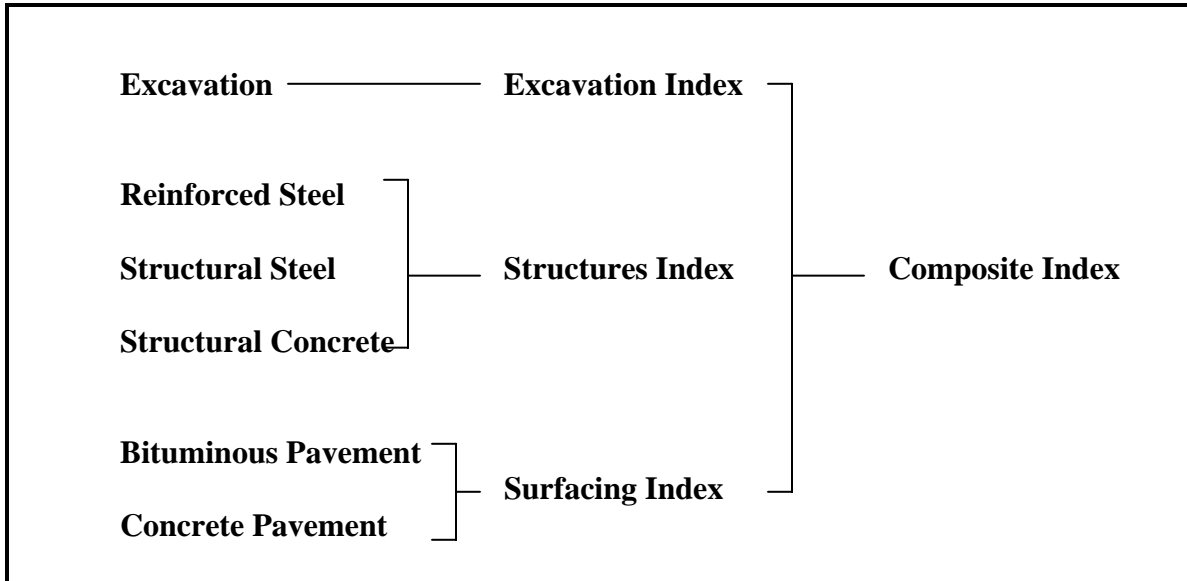 Excavation Excavation Index
Reinforced Steel
Structural Steel Structures Index Composite Index
Structural Concrete
Bituminous Pavement
Surfacing Index
Concrete Pavement